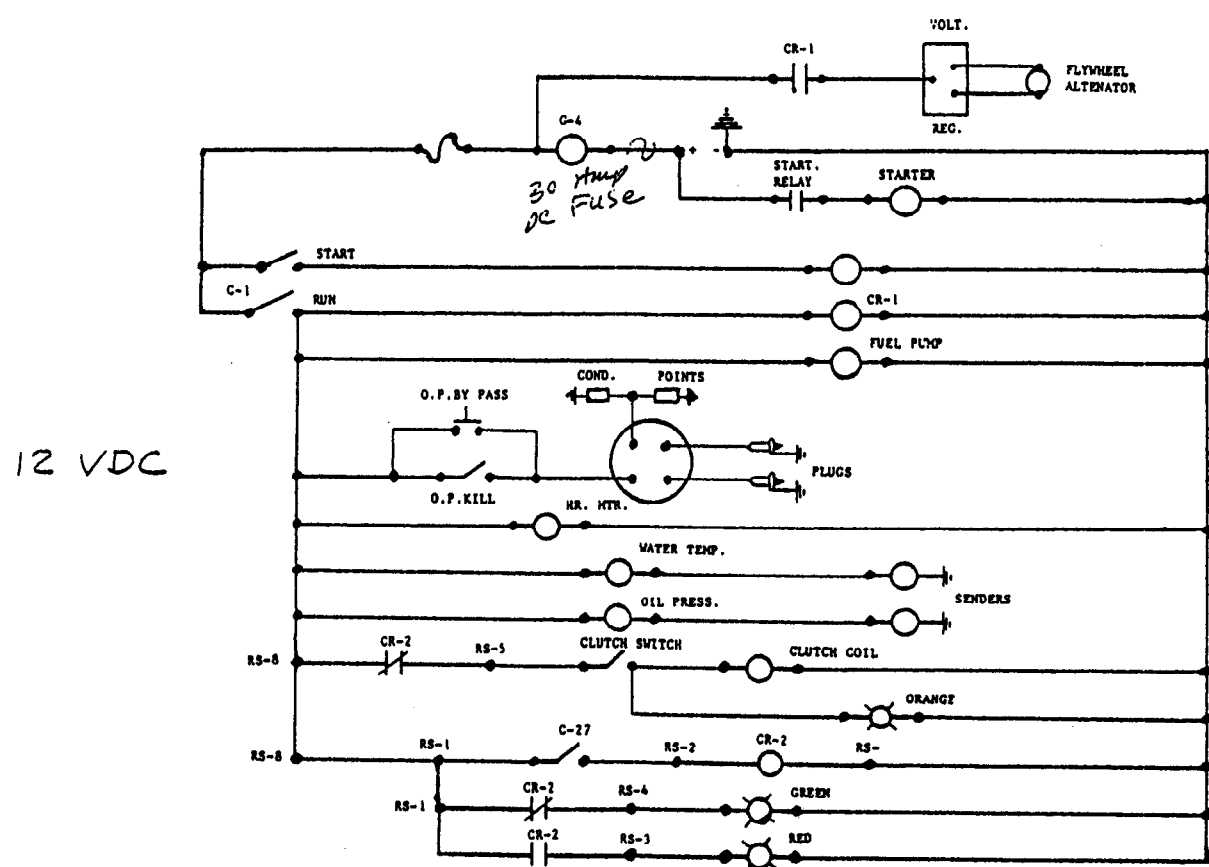 VOLT.
CR-1
FLYWHEEL
ALTENATOR
REG.
G-4
+ -
30 Amp
DC Fuse
START.
RELAY
STARTER
START
C-1
RUN
CR-1
FUEL PUMP
COND. POINTS
O.P.BY PASS
12 VDC
PLUGS
O.P.KILL
HR. MTR.
WATER TEMP.
OIL PRESS.
SENDERS
RS-8
CR-2
RS-5
CLUTCH SWITCH
CLUTCH COIL
ORANGE
C-27
RS-8
RS-1
RS-2
CR-2
RS-
RS-1
CR-2
RS-4
GREEN
CR-2
RS-3
RED